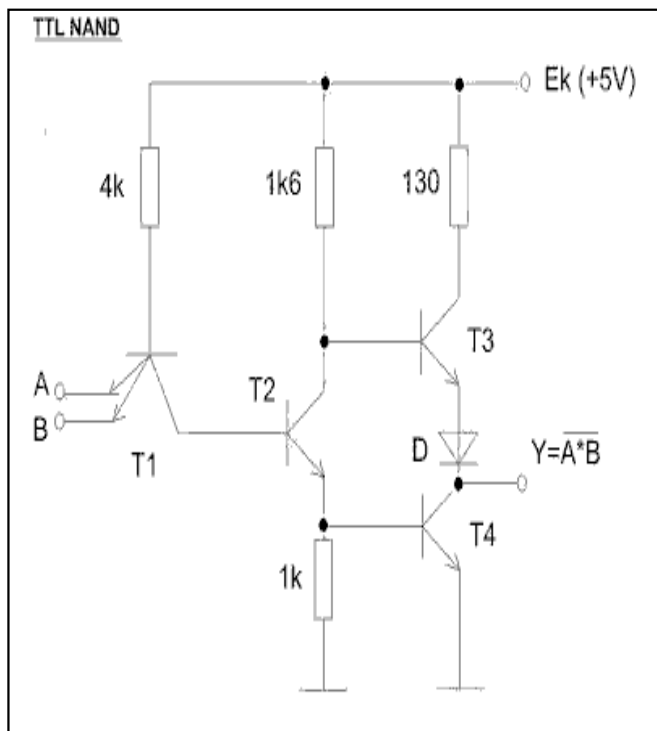 TTL NAND
Ek (+5V)
4k
1k6
130
T3
A
B
T2
T1
D
Y=A*B
T4
1k